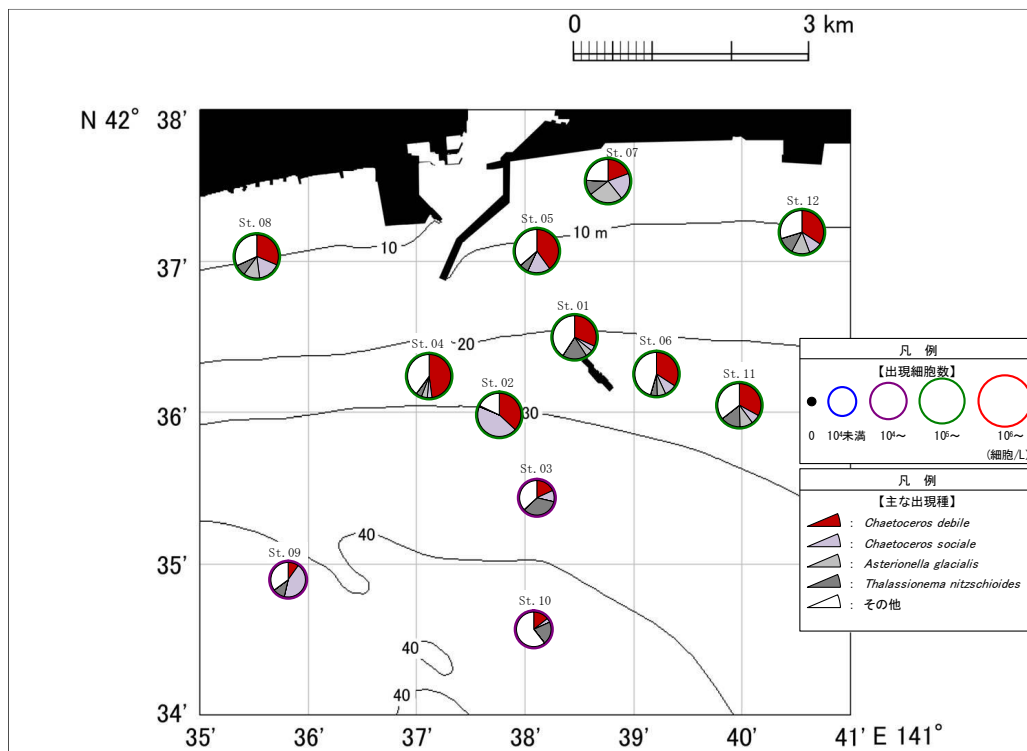 0 3 km
N 42° 38'
St.07
St.12
St.08
St.05
10
10 m
37'
St.01
20
St.04
St.06
St.02
St.11
36'
30
St.03
40
St.09
35'
St.10
40
40
34'
35' 36' 37' 38' 39' 40' 41' E 141°
凡 例
【出現細胞数】
0 10⁴未満 10⁴~ 10⁵~ 10⁶~
(細胞/L)
凡 例
【主な出現種】
: Chaetoceros debile
: Chaetoceros sociale
: Asterionella glacialis
: Thalassionema nitzschioides
: その他